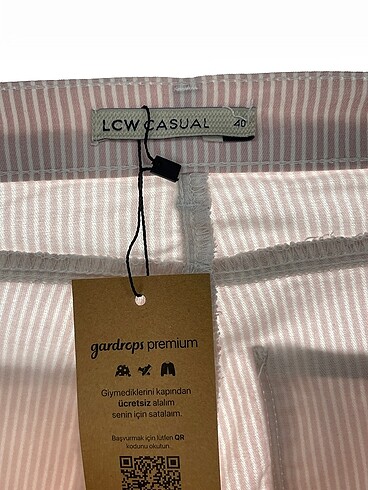 LCW CASUAL 40
gardrops premium
Giymediklerini kapından
ücretsiz alalım
senin için satalım.
Başvurmak için lütfen QR
kodunu okutun.